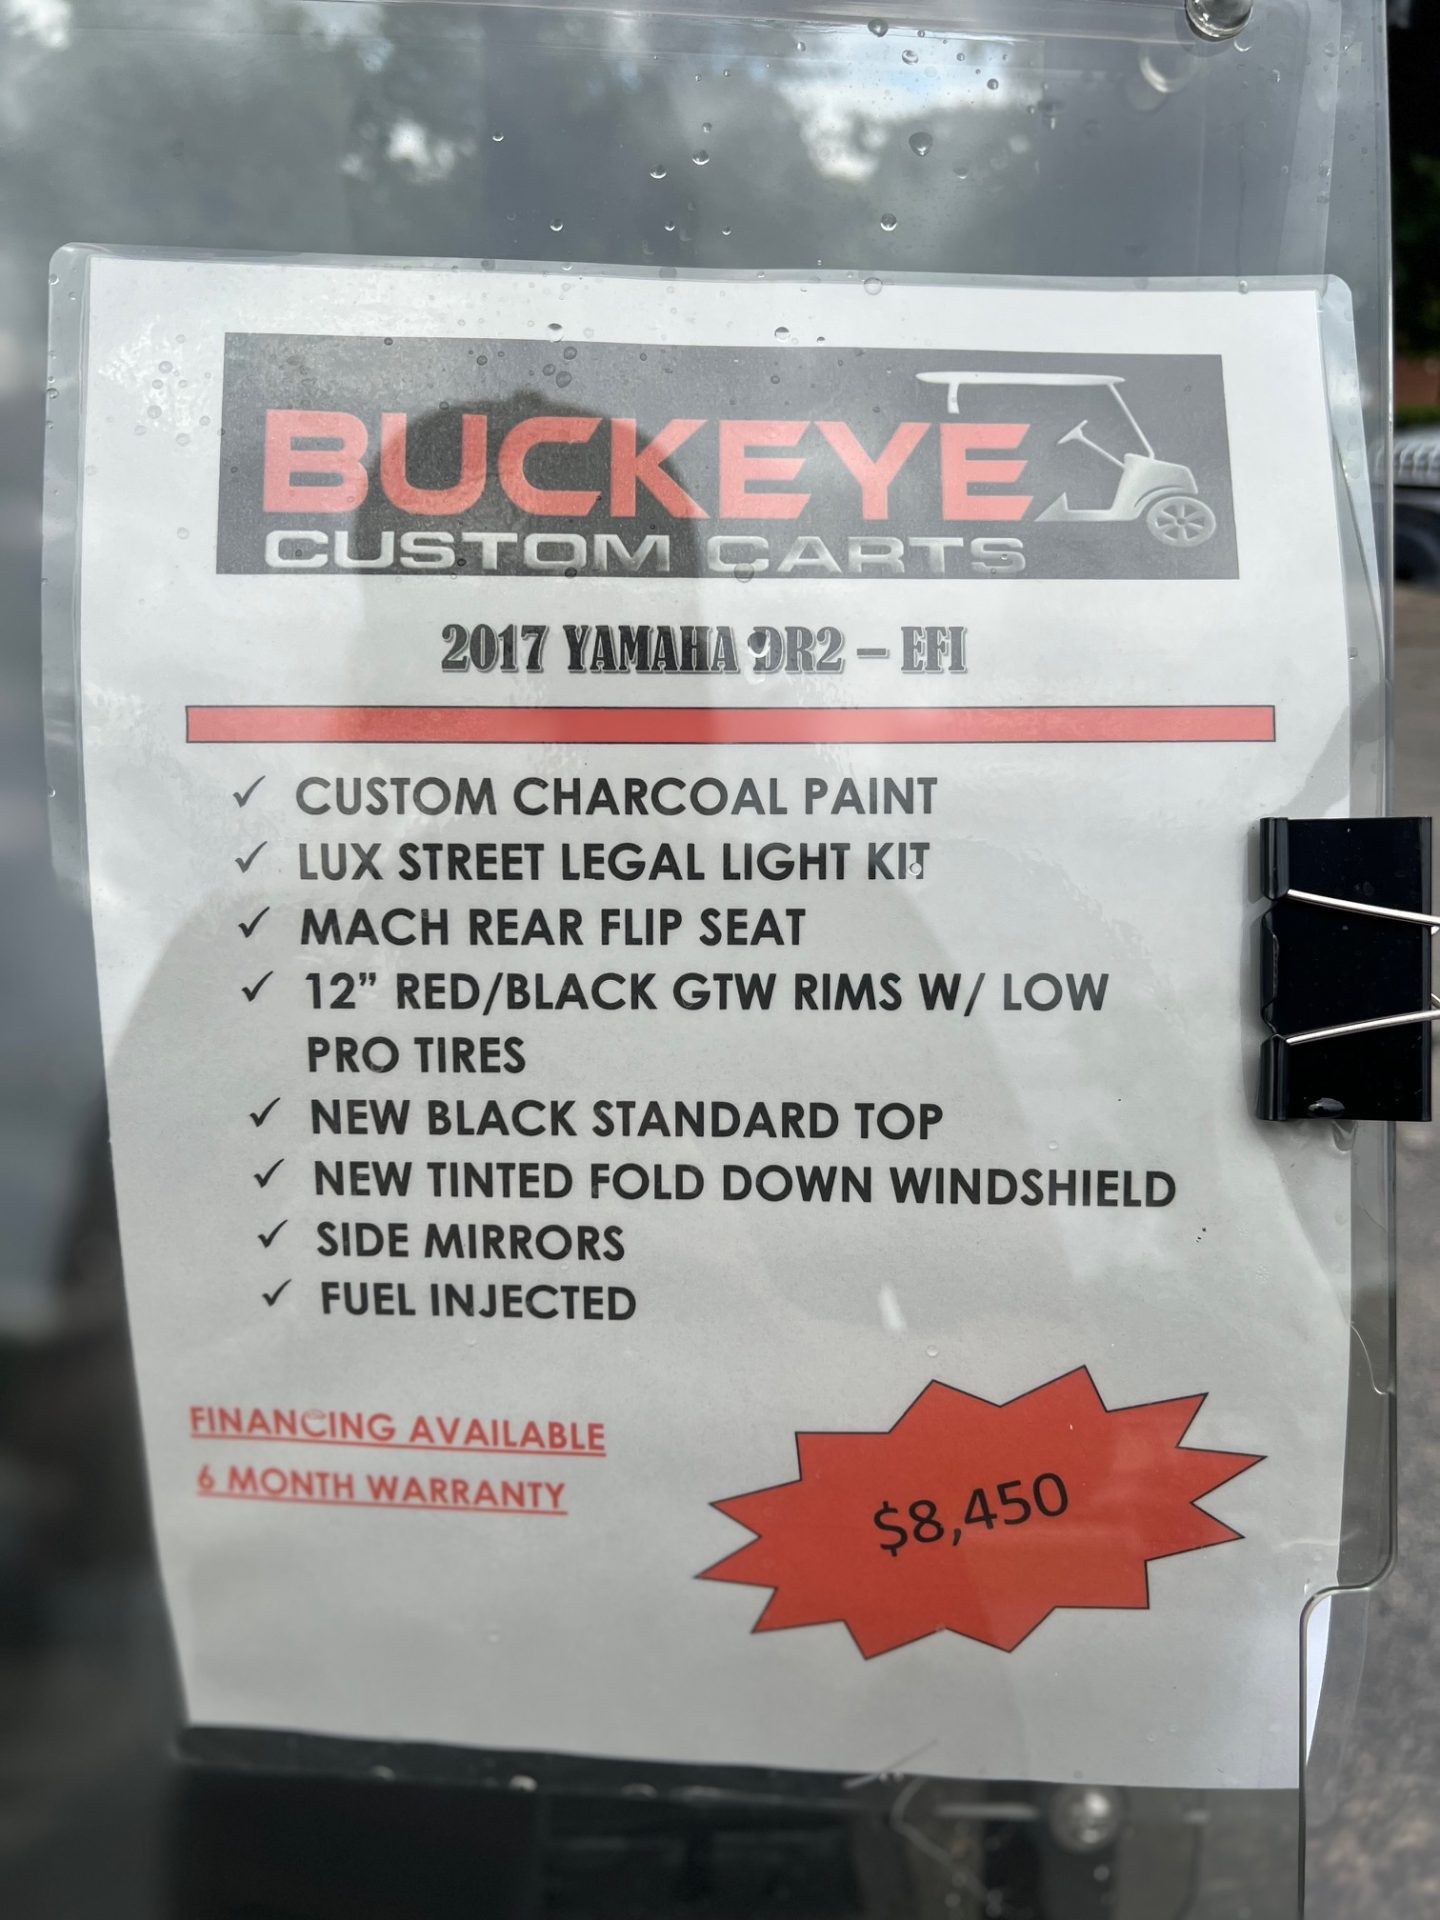 BUCKEYE
CUSTOM CARTS
2017 YAMAHA DR2 – EFI
✓ CUSTOM CHARCOAL PAINT
✓ LUX STREET LEGAL LIGHT KIT
✓ MACH REAR FLIP SEAT
✓ 12” RED/BLACK GTW RIMS W/ LOW
PRO TIRES
✓ NEW BLACK STANDARD TOP
✓ NEW TINTED FOLD DOWN WINDSHIELD
✓ SIDE MIRRORS
✓ FUEL INJECTED
FINANCING AVAILABLE
6 MONTH WARRANTY
$8,450